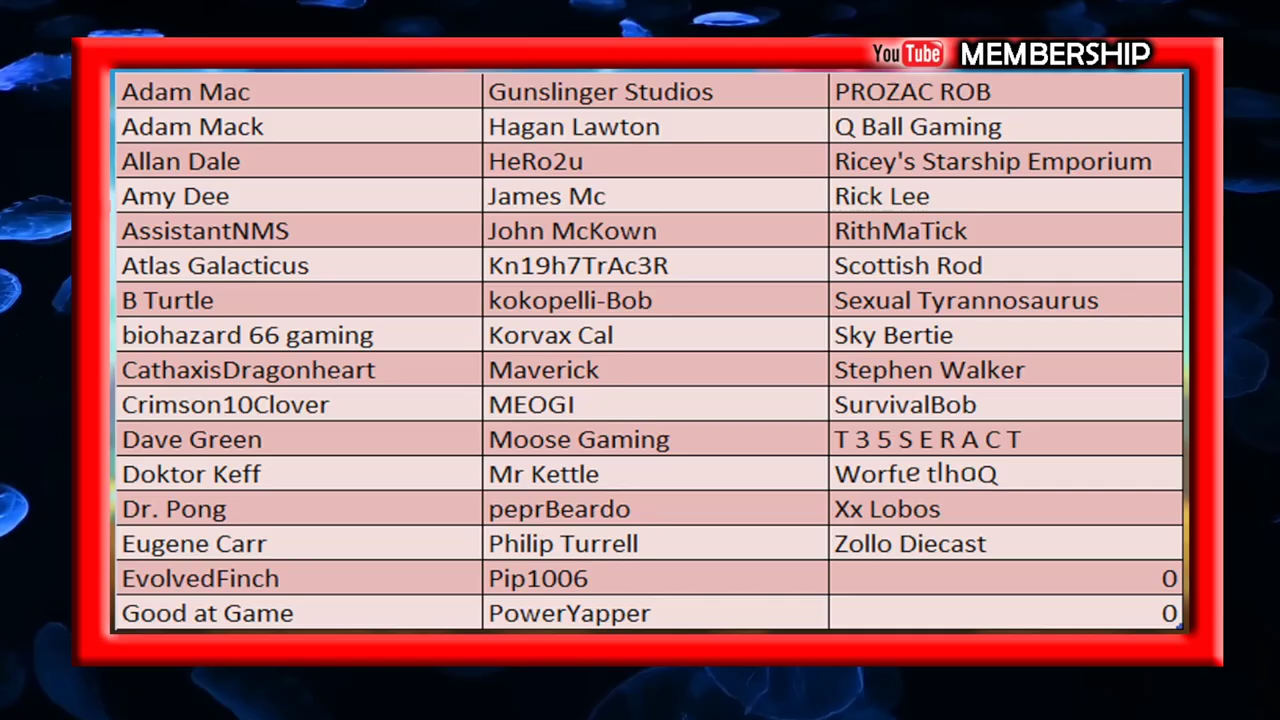 YouTube MEMBERSHIP
Adam Mac Gunslinger Studios PROZAC ROB
Adam Mack Hagan Lawton Q Ball Gaming
Allan Dale HeRo2u Ricey's Starship Emporium
Amy Dee James Mc Rick Lee
AssistantNMS John McKown RithMaTick
Atlas Galacticus Kn19h7TrAc3R Scottish Rod
B Turtle kokopelli-Bob Sexual Tyrannosaurus
biohazard 66 gaming Korvax Cal Sky Bertie
CathaxisDragonheart Maverick Stephen Walker
Crimson10Clover MEOGI SurvivalBob
Dave Green Moose Gaming T 3 5 S E R A C T
Doktor Keff Mr Kettle Worfιɐ tlhɑQ
Dr. Pong peprBeardo Xx Lobos
Eugene Carr Philip Turrell Zollo Diecast
EvolvedFinch Pip1006 0
Good at Game PowerYapper 0